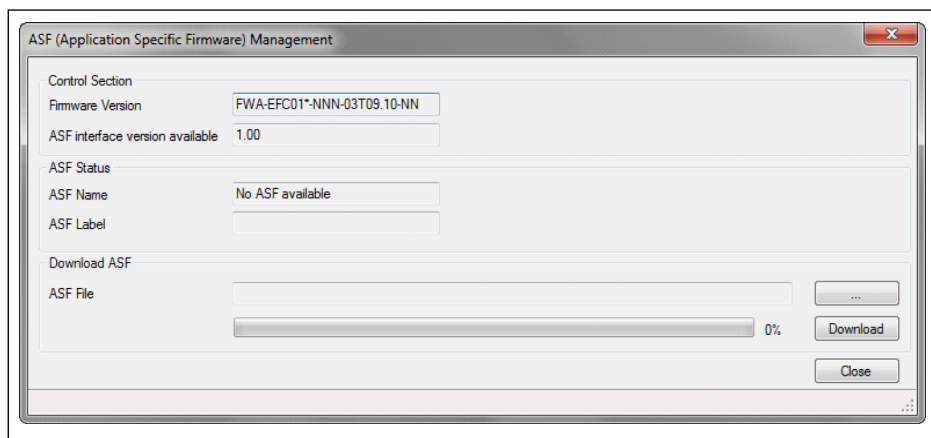 ASF (Application Specific Firmware) Management
Control Section
Firmware Version FWA-EFC01*-NNN-03T09.10-NN
ASF interface version available 1.00
ASF Status
ASF Name No ASF available
ASF Label
Download ASF
ASF File ...
0% Download
Close